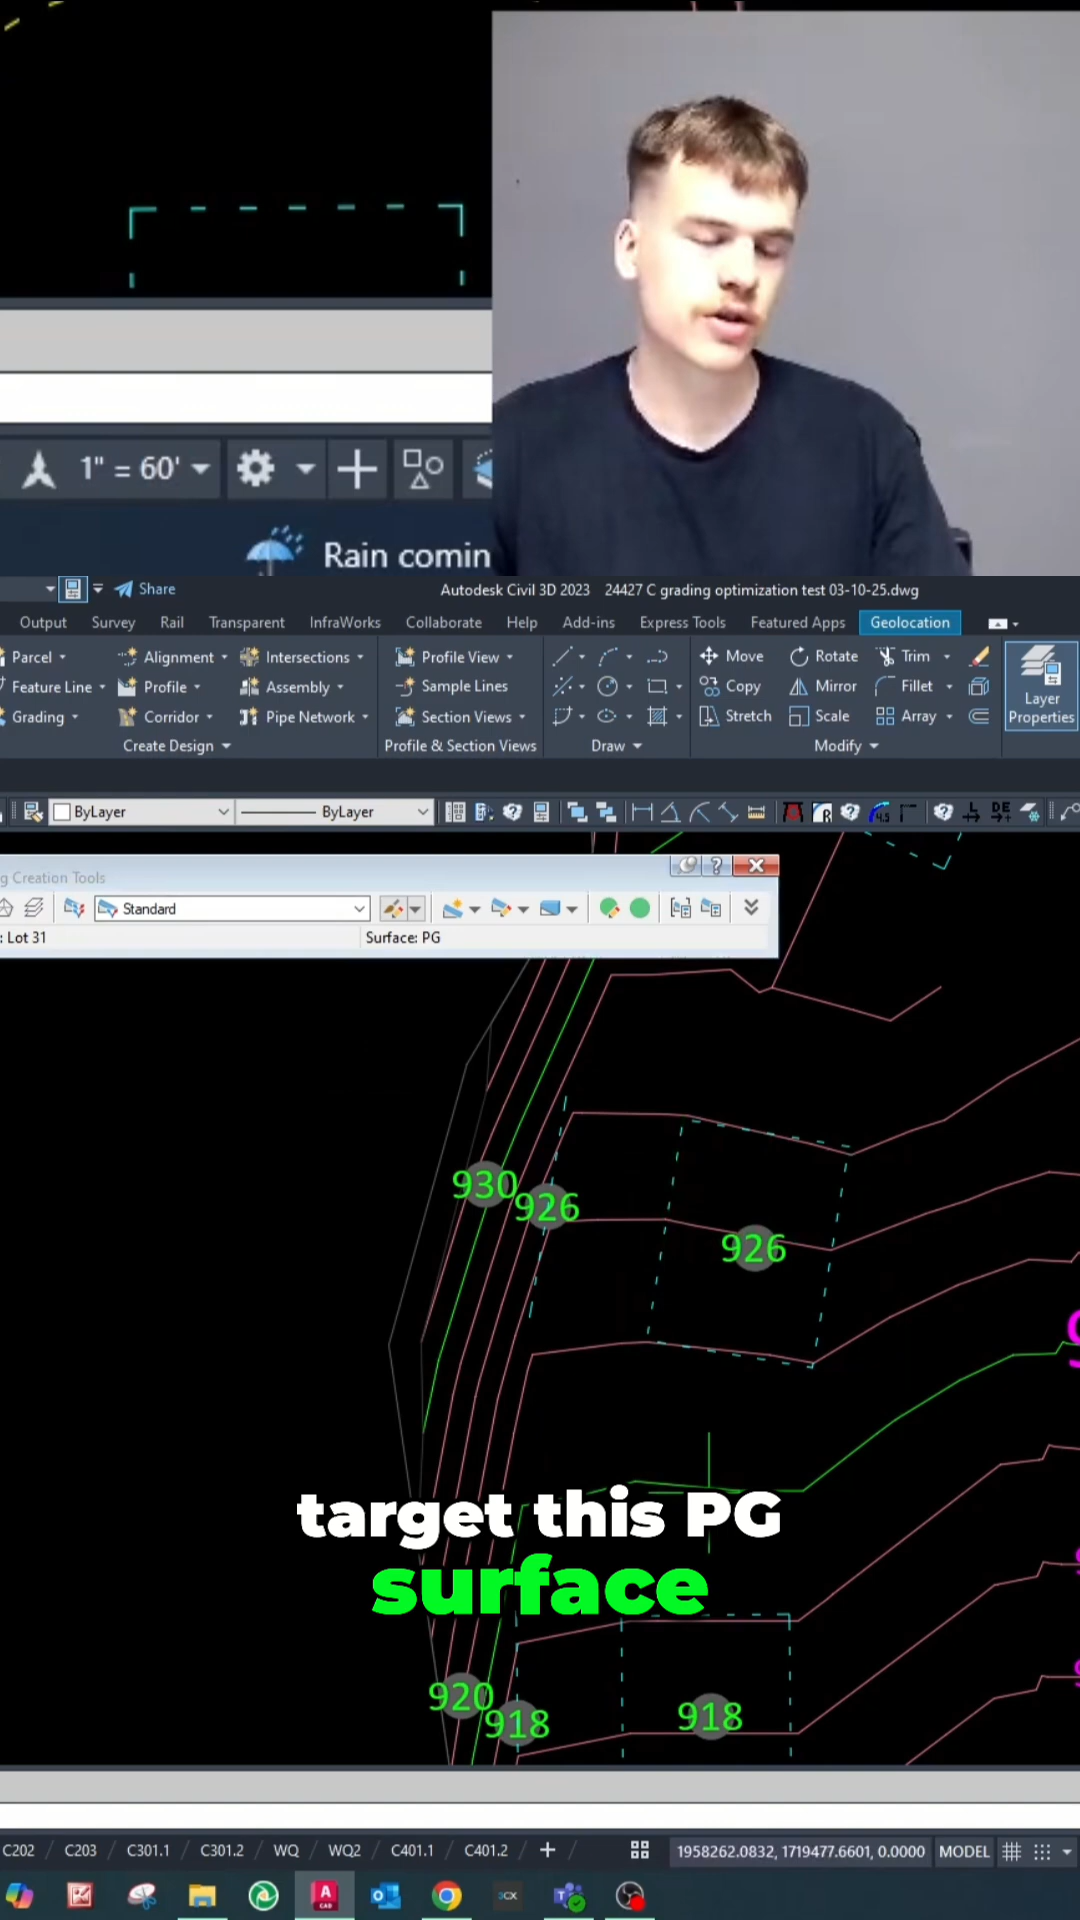 1" = 60'
Rain comin
Share
Autodesk Civil 3D 2023 24427 C grading optimization test 03-10-25.dwg
Output Survey Rail Transparent InfraWorks Collaborate Help Add-ins Express Tools Featured Apps Geolocation
Parcel Alignment Intersections Profile View Move Rotate Trim
Feature Line Profile Assembly Sample Lines Copy Mirror Fillet
Grading Corridor Pipe Network Section Views Stretch Scale Array
Layer
Properties
Create Design Profile & Section Views Draw Modify
ByLayer ByLayer
g Creation Tools
Standard
: Lot 31 Surface: PG
930
926
926
target this PG
surface
920
918
918
C202 C203 C301.1 C301.2 WQ WQ2 C401.1 C401.2 1958262.0832, 1719477.6601, 0.0000 MODEL